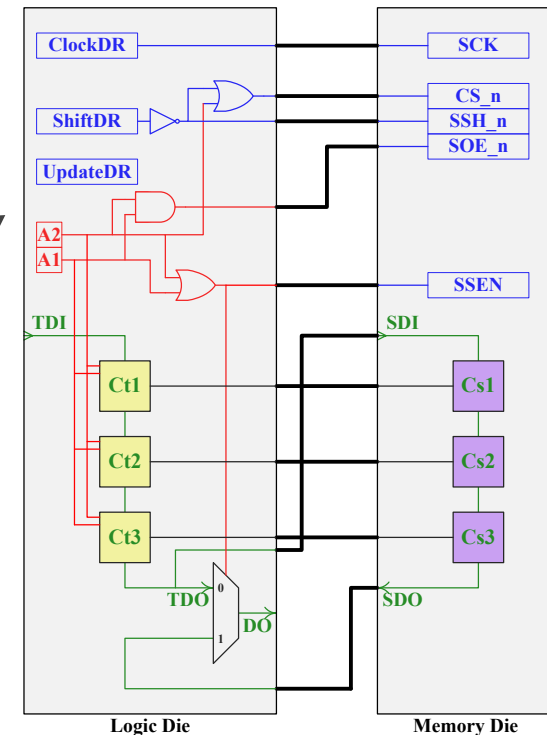 ClockDR
SCK
CS_n
ShiftDR
SSH_n
SOE_n
UpdateDR
A2
A1
SSEN
TDI
SDI
Ct1
Cs1
Ct2
Cs2
Ct3
Cs3
0
TDO
SDO
DO
1
Logic Die
Memory Die